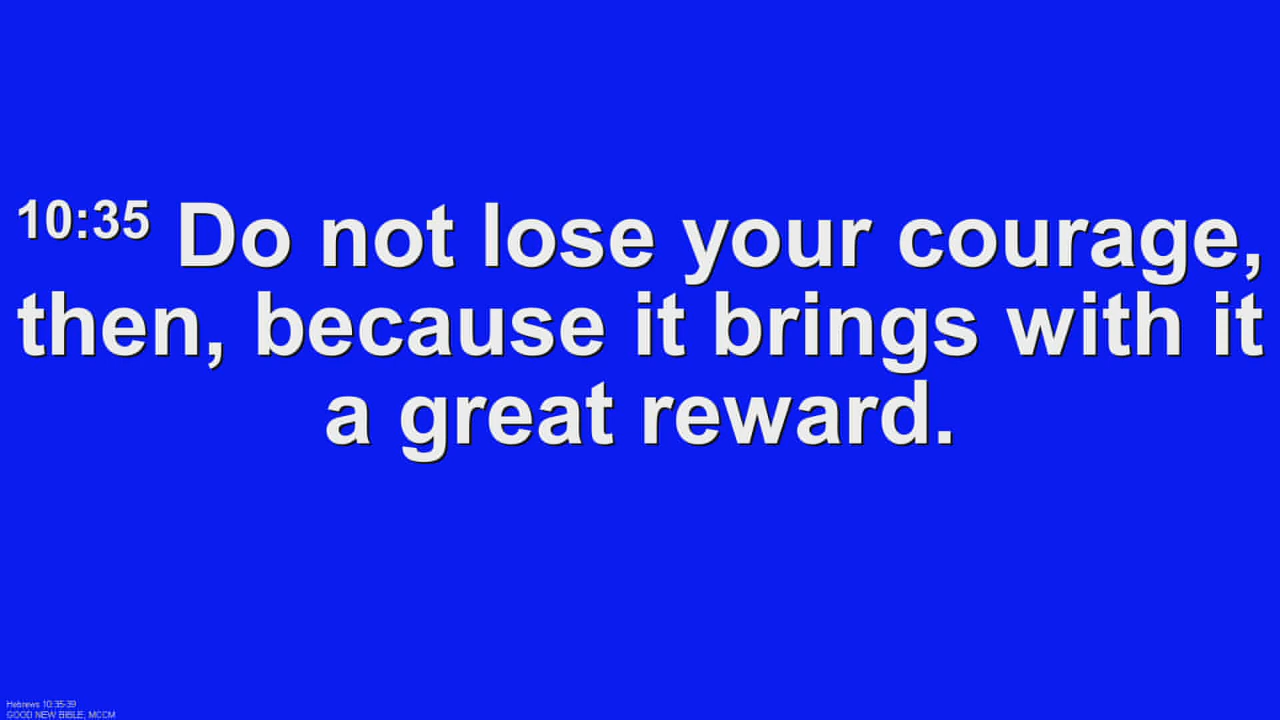 10:35 Do not lose your courage,
then, because it brings with it
a great reward.
Hebrews 10:35-39
GOOD NEW BIBLE, MCCM